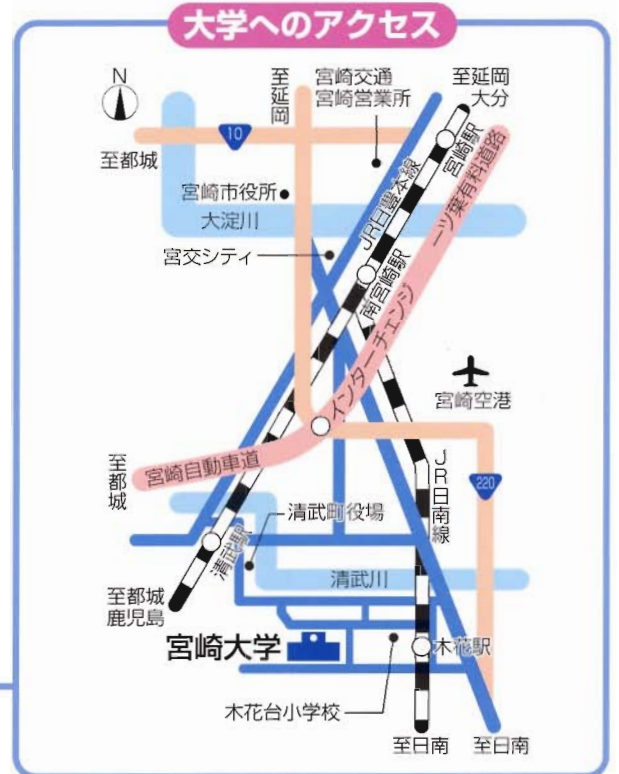 大学へのアクセス
N
至延岡
宮崎交通
宮崎営業所
至延岡
大分
10
至都城
宮崎駅
宮崎市役所
JR日豊本線
一ツ葉有料道路
大淀川
宮交シティ
南宮崎駅
インターチェンジ
宮崎空港
至都城
宮崎自動車道
JR日南線
220
清武町役場
清武駅
清武川
至都城
鹿児島
宮崎大学
木花駅
木花台小学校
至日南
至日南